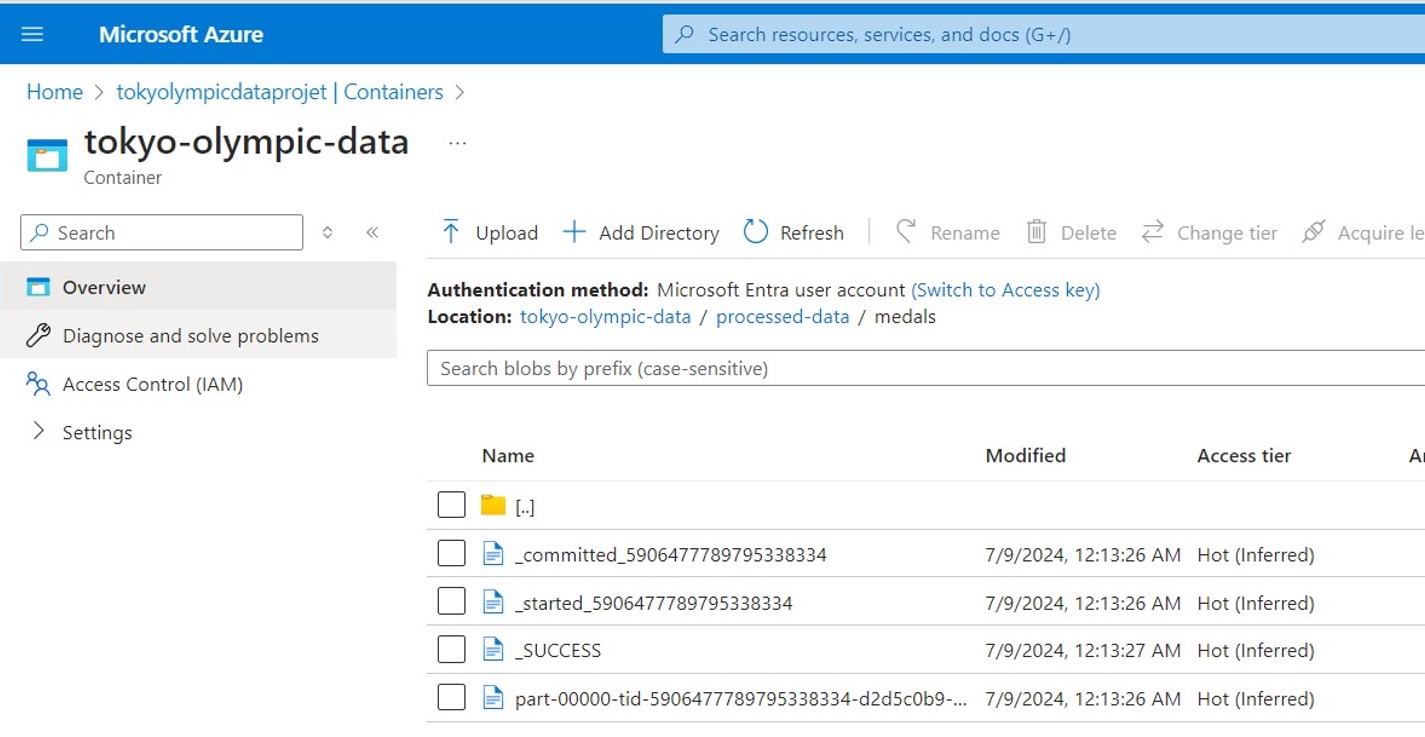 Microsoft Azure
Search resources, services, and docs (G+/)
Home > tokyolympicdataprojet | Containers >
tokyo-olympic-data ...
Container
Search
Upload Add Directory Refresh Rename Delete Change tier Acquire le
Overview
Authentication method: Microsoft Entra user account (Switch to Access key)
Location: tokyo-olympic-data / processed-data / medals
Diagnose and solve problems
Search blobs by prefix (case-sensitive)
Access Control (IAM)
Settings
Name Modified Access tier Ar
[..]
_committed_5906477789795338334 7/9/2024, 12:13:26 AM Hot (Inferred)
_started_5906477789795338334 7/9/2024, 12:13:26 AM Hot (Inferred)
_SUCCESS 7/9/2024, 12:13:27 AM Hot (Inferred)
part-00000-tid-5906477789795338334-d2d5c0b9-... 7/9/2024, 12:13:26 AM Hot (Inferred)